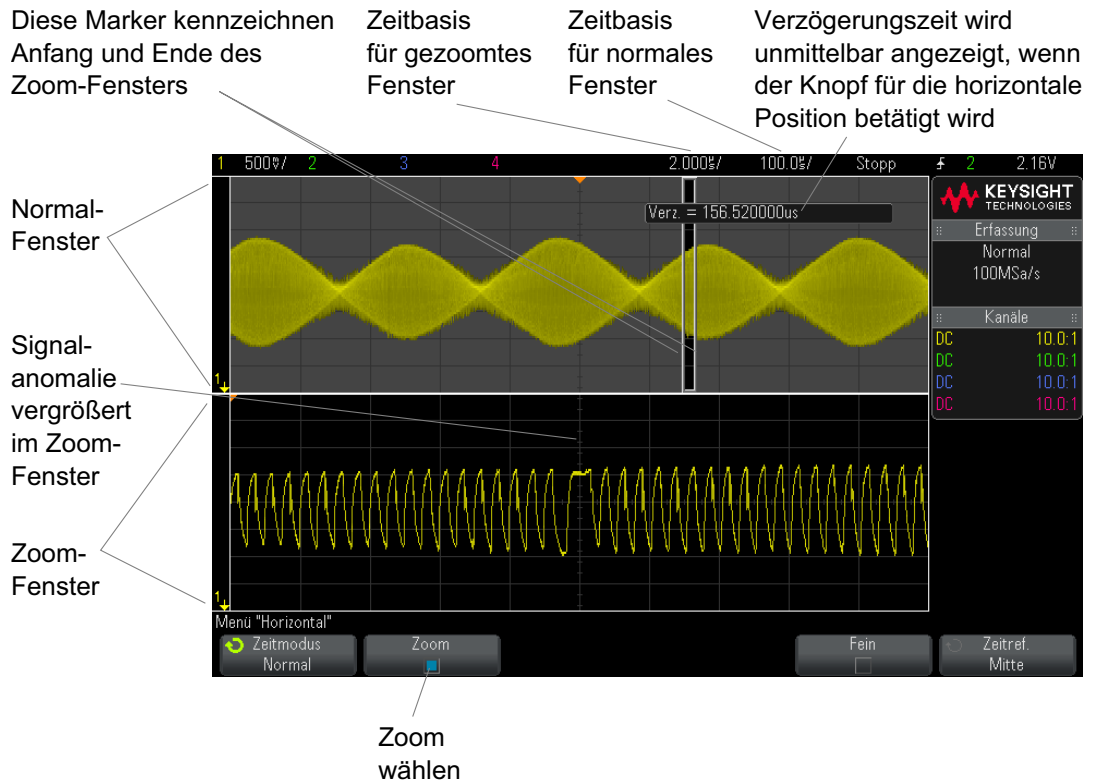 Diese Marker kennzeichnen
Anfang und Ende des
Zoom-Fensters
Zeitbasis
für gezoomtes
Fenster
Zeitbasis
für normales
Fenster
Verzögerungszeit wird
unmittelbar angezeigt, wenn
der Knopf für die horizontale
Position betätigt wird
1 500mV/ 2 3 4 2.000us/ 100.0us/ Stopp 2 2.16V
Normal-
Fenster
Signal-
anomalie
vergrößert
im Zoom-
Fenster
Zoom-
Fenster
Verz. = 156.520000us
1
1
KEYSIGHT
TECHNOLOGIES
Erfassung
Normal
100MSa/s
Kanäle
DC 10.0:1
DC 10.0:1
DC 10.0:1
DC 10.0:1
Menü "Horizontal"
Zeitmodus
Normal
Zoom
Fein
Zeitref.
Mitte
Zoom
wählen